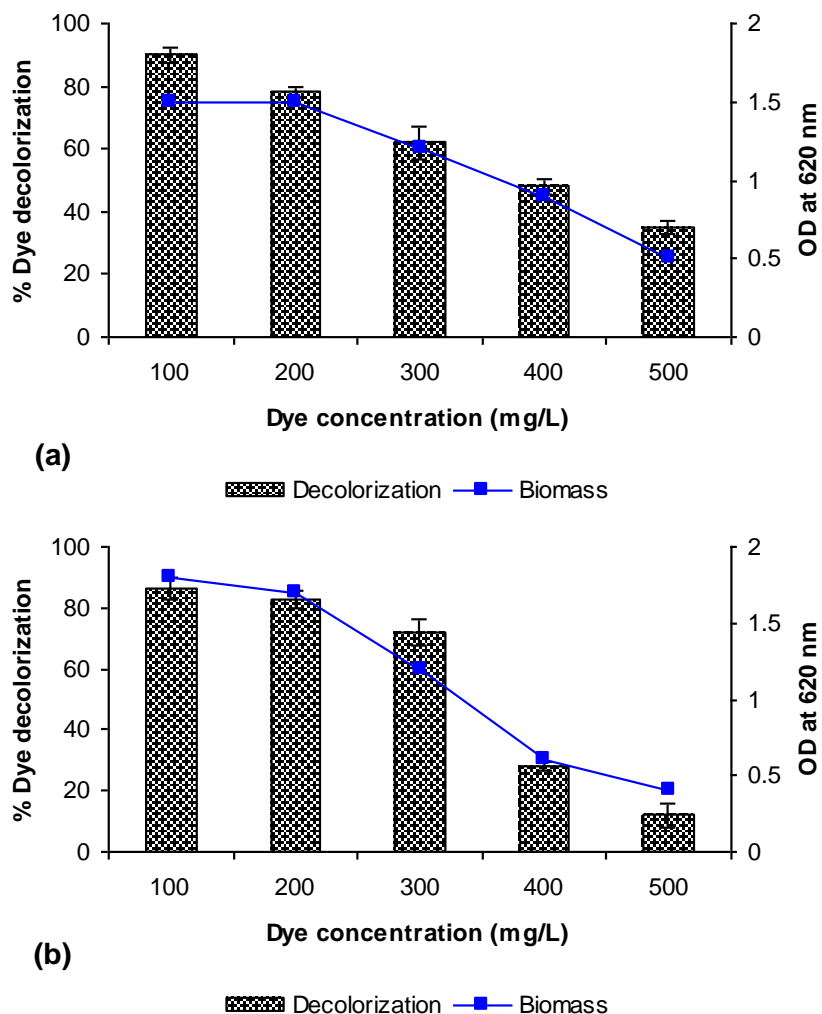 100
80
60
40
20
0
% Dye decolorization
2
1.5
1
0.5
0
OD at 620 nm
100 200 300 400 500
Dye concentration (mg/L)
(a)
Decolorization Biomass
100
80
60
40
20
0
% Dye decolorization
2
1.5
1
0.5
0
OD at 620 nm
100 200 300 400 500
Dye concentration (mg/L)
(b)
Decolorization Biomass